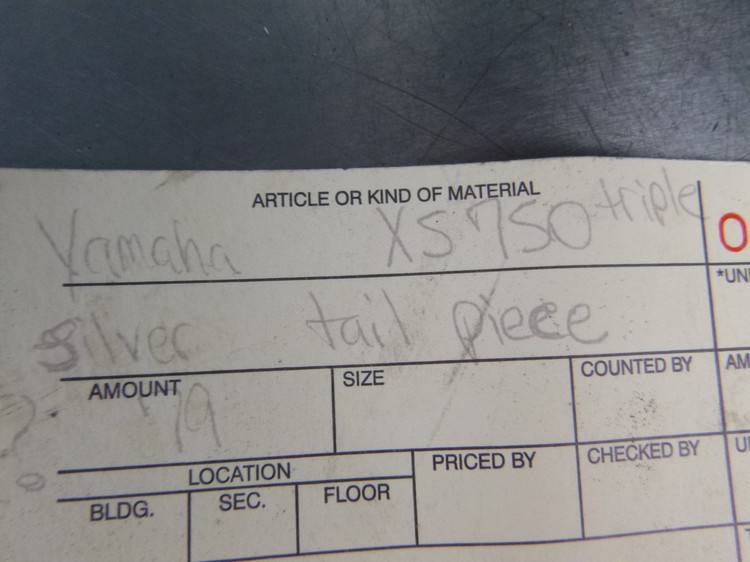 ARTICLE OR KIND OF MATERIAL
Yamaha XS750 triple
silver tail piece
AMOUNT SIZE COUNTED BY
'79
LOCATION PRICED BY CHECKED BY
BLDG. SEC. FLOOR